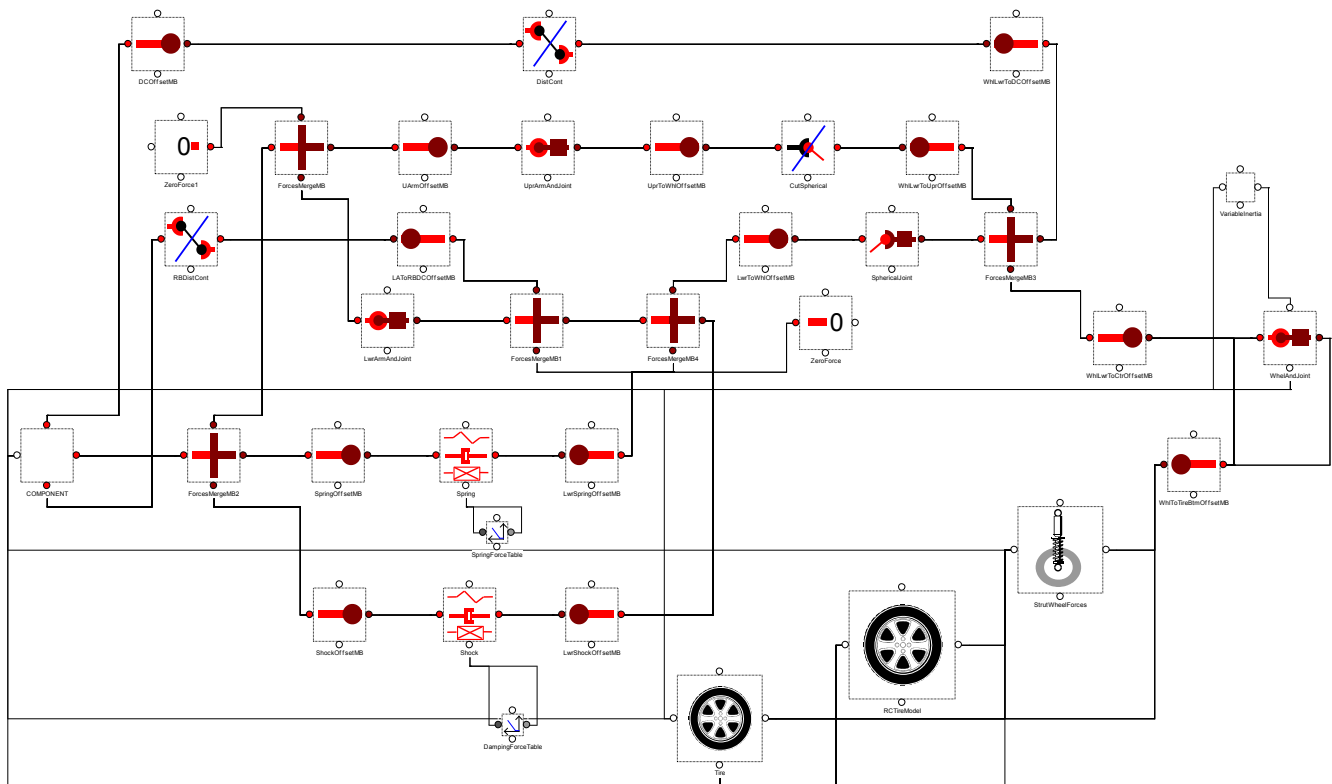 DCOffsetMB
DistCont
WhlLwrToDCOffsetMB
0
ZeroForce1
ForcesMergeMB
UArmOffsetMB
UprArmAndJoint
UprToWhlOffsetMB
CutSpherical
WhlLwrToUprOffsetMB
VariableInertia
RBDistCont
LAToRBDCOffsetMB
LwrToWhlOffsetMB
SphericalJoint
ForcesMergeMB3
0
LwrArmAndJoint
ForcesMergeMB1
ForcesMergeMB4
ZeroForce
WhlLwrToCtrOffsetMB
WhelAndJoint
COMPONENT
ForcesMergeMB2
SpringOffsetMB
Spring
LwrSpringOffsetMB
WhlToTireBtmOffsetMB
SpringForceTable
StrutWheelForces
ShockOffsetMB
Shock
LwrShockOffsetMB
RCTireModel
DampingForceTable
Tire